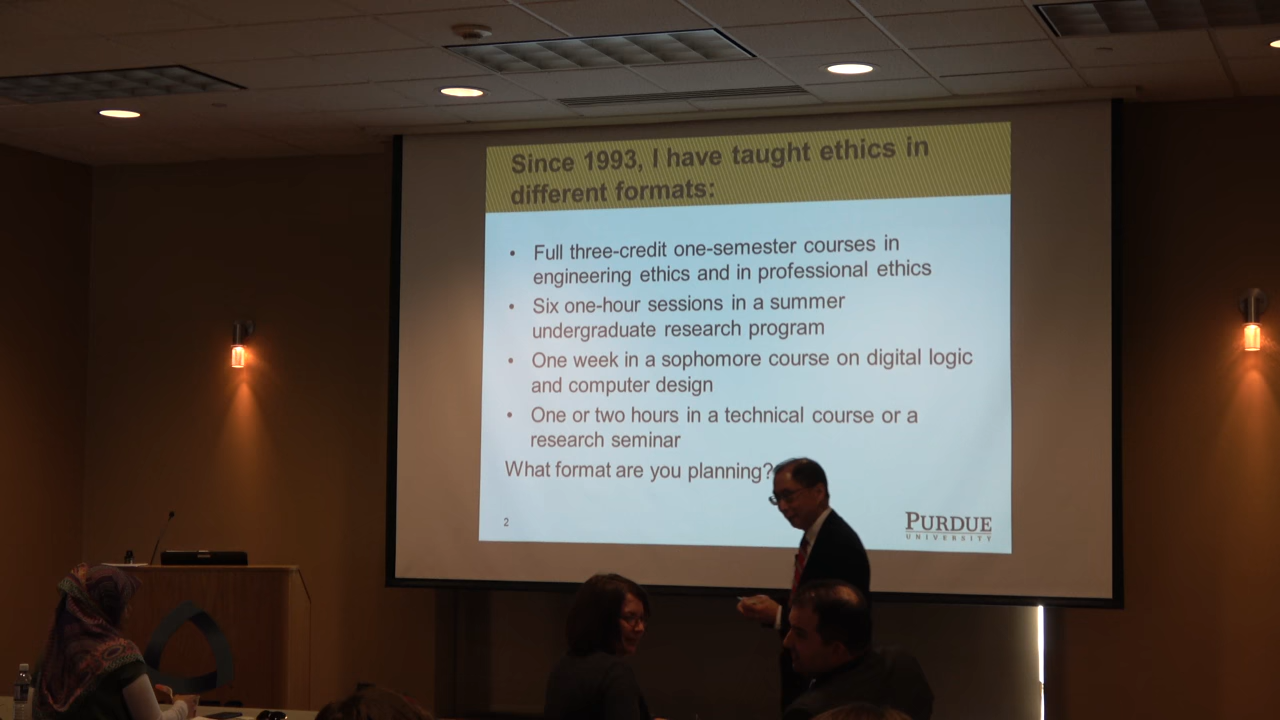 Since 1993, I have taught ethics in
different formats:
• Full three-credit one-semester courses in
engineering ethics and in professional ethics
• Six one-hour sessions in a summer
undergraduate research program
• One week in a sophomore course on digital logic
and computer design
• One or two hours in a technical course or a
research seminar
What format are you planning?
2
PURDUE
UNIVERSITY